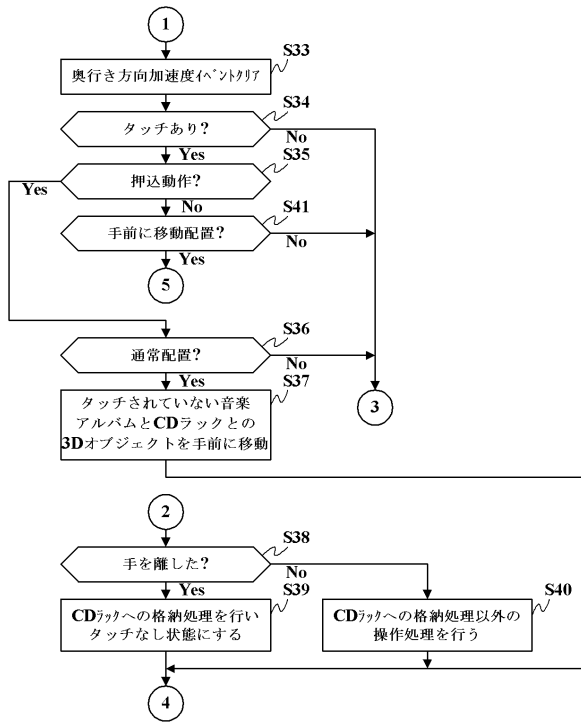 1
S33
奥行き方向加速度ｲﾍﾞﾝﾄｸﾘｱ
S34
タッチあり?
No
Yes
S35
押込動作?
Yes
No
S41
手前に移動配置?
No
Yes
5
S36
通常配置?
No
Yes
S37
タッチされていない音楽
アルバムとCDラックとの
3Dオブジェクトを手前に移動
3
2
S38
手を離した?
No
Yes
S39
CDﾗｯｸへの格納処理を行い
タッチなし状態にする
S40
CDﾗｯｸへの格納処理以外の
操作処理を行う
4